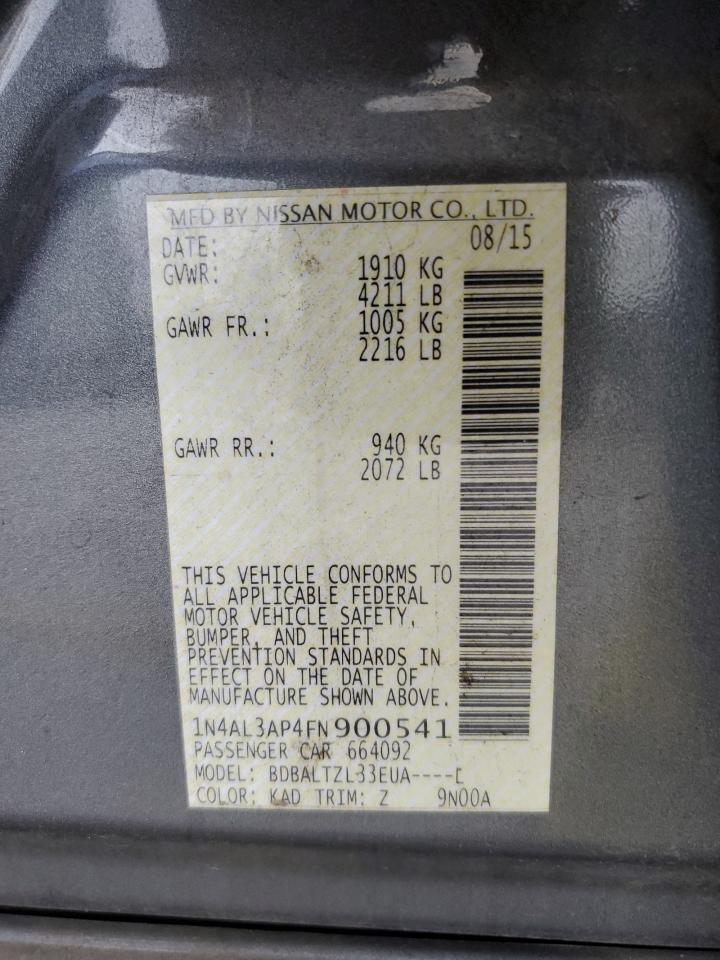 MFD BY NISSAN MOTOR CO., LTD.
DATE: 08/15
GVWR: 1910 KG
4211 LB
GAWR FR.: 1005 KG
2216 LB
GAWR RR.: 940 KG
2072 LB
THIS VEHICLE CONFORMS TO
ALL APPLICABLE FEDERAL
MOTOR VEHICLE SAFETY,
BUMPER, AND THEFT
PREVENTION STANDARDS IN
EFFECT ON THE DATE OF
MANUFACTURE SHOWN ABOVE.
1N4AL3AP4FN900541
PASSENGER CAR 664092
MODEL: BDBALTZL33EUA----
COLOR: KAD TRIM: Z 9N00A